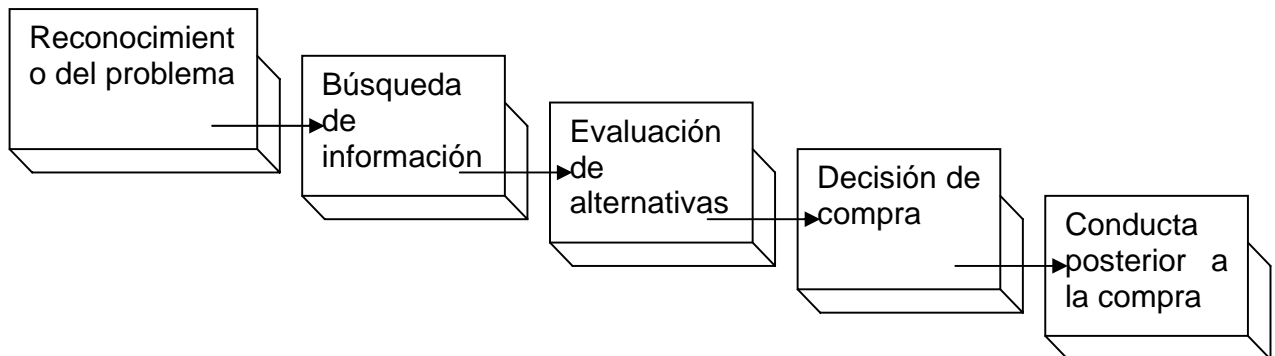 Reconocimient
o del problema
Búsqueda
de
información
Evaluación
de
alternativas
Decisión de
compra
Conducta
posterior a
la compra